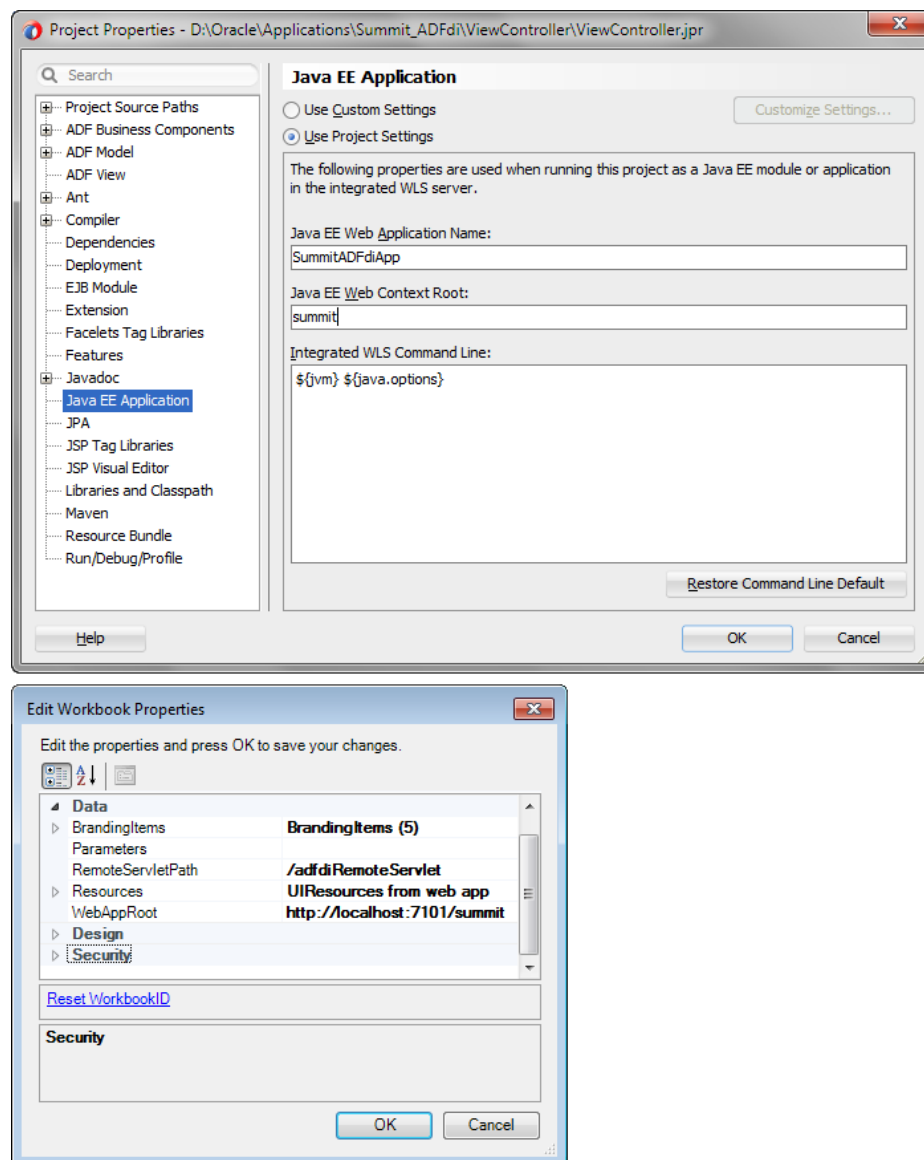 Project Properties - D:\Oracle\Applications\Summit_ADFdi\ViewController\ViewController.jpr
Search
Project Source Paths
ADF Business Components
ADF Model
ADF View
Ant
Compiler
Dependencies
Deployment
EJB Module
Extension
Facelets Tag Libraries
Features
Javadoc
Java EE Application
JPA
JSP Tag Libraries
JSP Visual Editor
Libraries and Classpath
Maven
Resource Bundle
Run/Debug/Profile
Java EE Application
Use Custom Settings
Customize Settings...
Use Project Settings
The following properties are used when running this project as a Java EE module or application
in the integrated WLS server.
Java EE Web Application Name:
SummitADFdiApp
Java EE Web Context Root:
summit
Integrated WLS Command Line:
${jvm} ${java.options}
Restore Command Line Default
Help
OK
Cancel
Edit Workbook Properties
Edit the properties and press OK to save your changes.
Data
BrandingItems BrandingItems (5)
Parameters
RemoteServletPath /adfdiRemoteServlet
Resources UIResources from web app
WebAppRoot http://localhost:7101/summit
Design
Security
Reset WorkbookID
Security
OK
Cancel